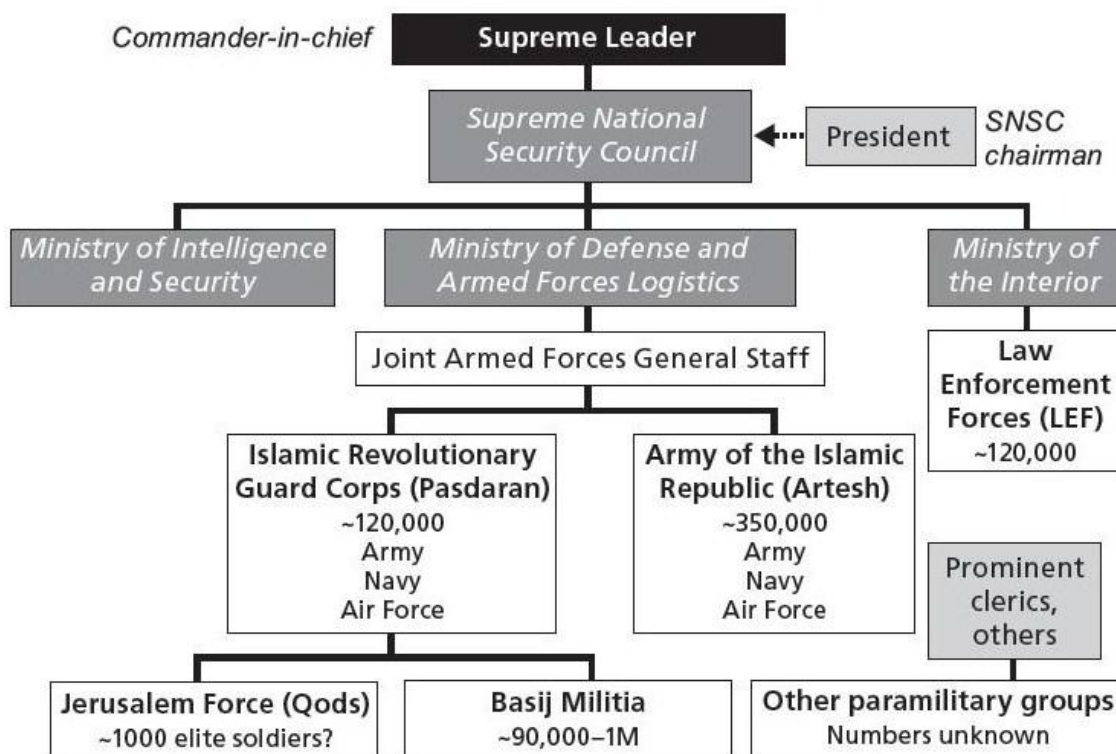 Commander-in-chief
Supreme Leader
Supreme National
Security Council
President
SNSC
chairman
Ministry of Intelligence
and Security
Ministry of Defense and
Armed Forces Logistics
Ministry of
the Interior
Joint Armed Forces General Staff
Law
Enforcement
Forces (LEF)
~120,000
Islamic Revolutionary
Guard Corps (Pasdaran)
~120,000
Army
Navy
Air Force
Army of the Islamic
Republic (Artesh)
~350,000
Army
Navy
Air Force
Prominent
clerics,
others
Jerusalem Force (Qods)
~1000 elite soldiers?
Basij Militia
~90,000–1M
Other paramilitary groups
Numbers unknown